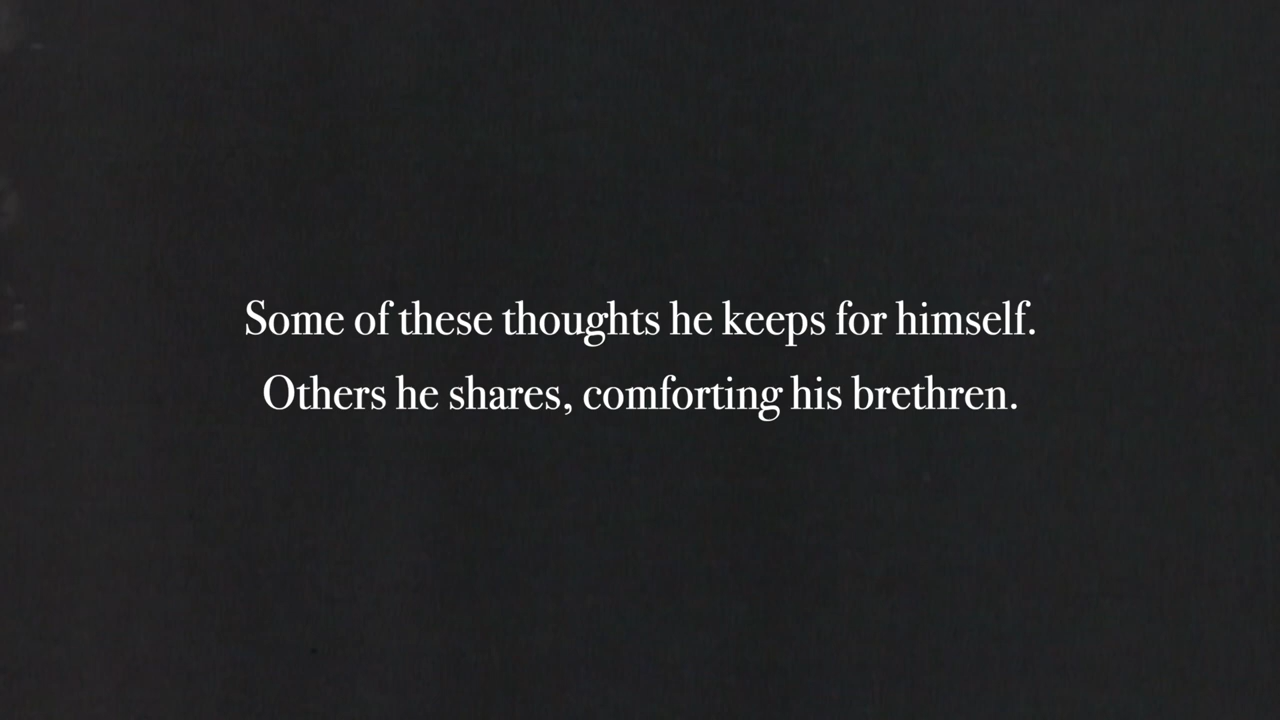 Some of these thoughts he keeps for himself.
Others he shares, comforting his brethren.